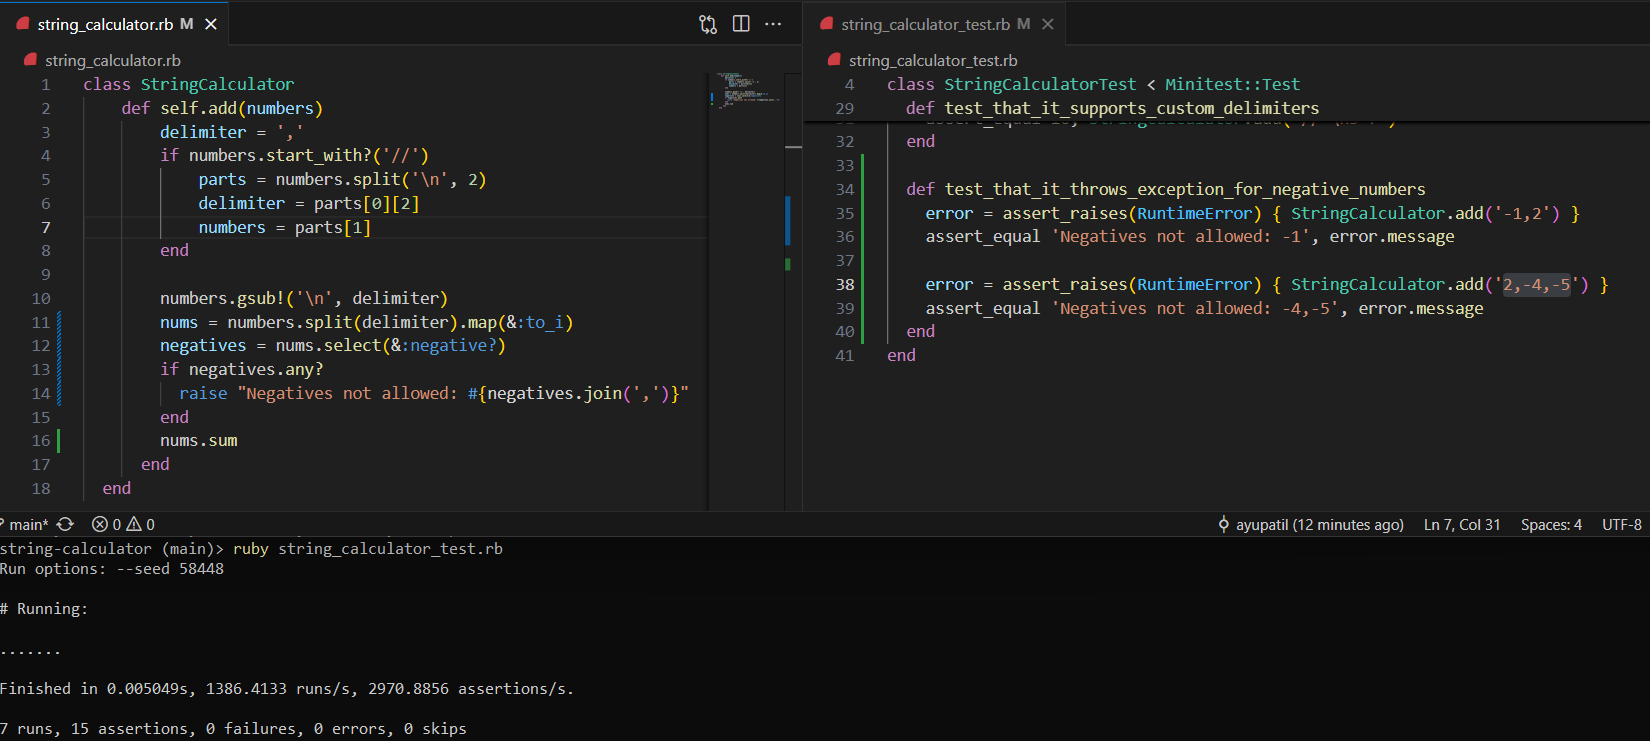 string_calculator.rb M
string_calculator.rb
1 class StringCalculator
2 def self.add(numbers)
3 delimiter = ','
4 if numbers.start_with?('//')
5 parts = numbers.split('\n', 2)
6 delimiter = parts[0][2]
7 numbers = parts[1]
8 end
9
10 numbers.gsub!('\n', delimiter)
11 nums = numbers.split(delimiter).map(&:to_i)
12 negatives = nums.select(&:negative?)
13 if negatives.any?
14 raise "Negatives not allowed: #{negatives.join(',')}"
15 end
16 nums.sum
17 end
18 end
string_calculator_test.rb M
string_calculator_test.rb
4 class StringCalculatorTest < Minitest::Test
29 def test_that_it_supports_custom_delimiters
32 end
33
34 def test_that_it_throws_exception_for_negative_numbers
35 error = assert_raises(RuntimeError) { StringCalculator.add('-1,2') }
36 assert_equal 'Negatives not allowed: -1', error.message
37
38 error = assert_raises(RuntimeError) { StringCalculator.add('2,-4,-5') }
39 assert_equal 'Negatives not allowed: -4,-5', error.message
40 end
41 end
main* 0 0 ayupatil (12 minutes ago) Ln 7, Col 31 Spaces: 4 UTF-8
string-calculator (main)> ruby string_calculator_test.rb
Run options: --seed 58448
# Running:
.......
Finished in 0.005049s, 1386.4133 runs/s, 2970.8856 assertions/s.
7 runs, 15 assertions, 0 failures, 0 errors, 0 skips